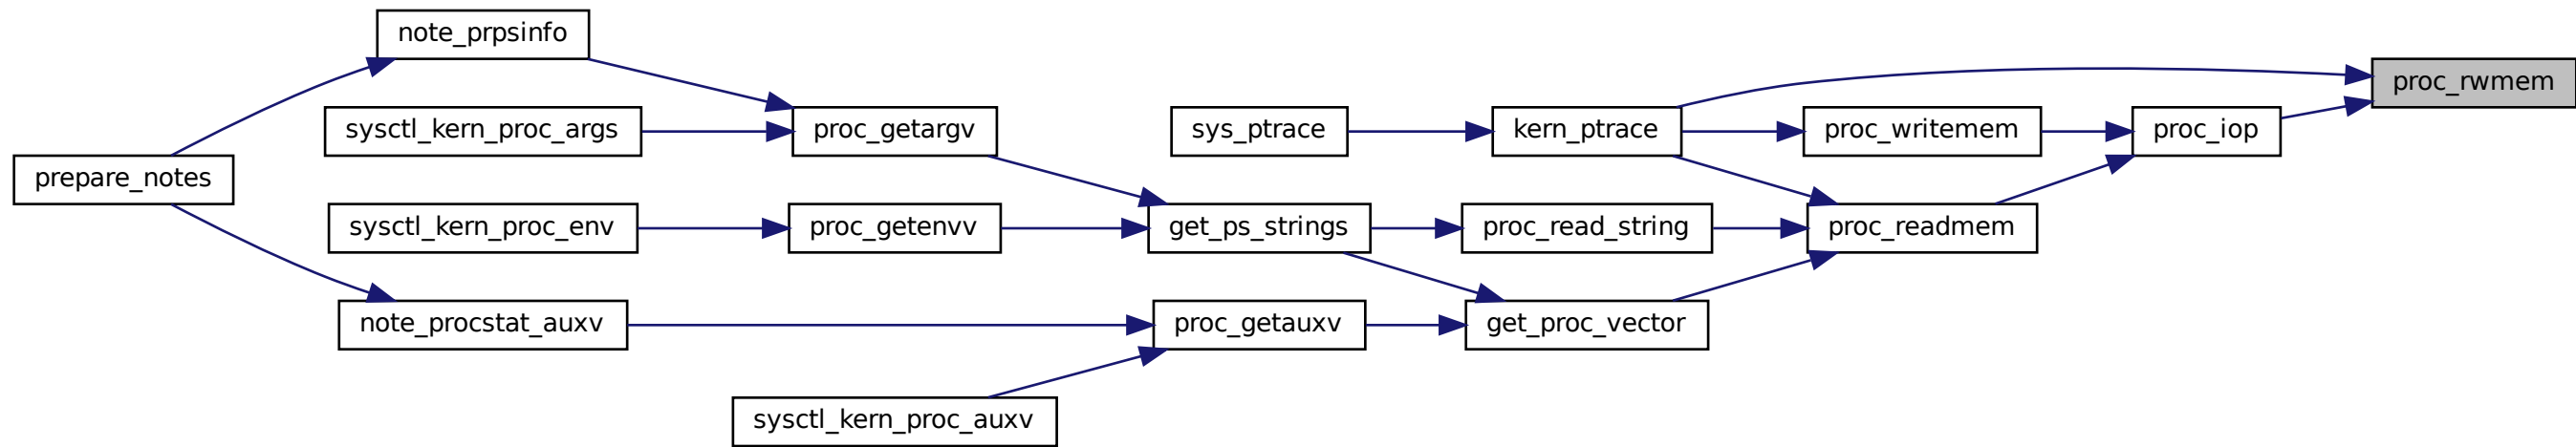 note_prpsinfo
proc_rwmem
sysctl_kern_proc_args
proc_getargv
sys_ptrace
kern_ptrace
proc_writemem
proc_iop
prepare_notes
sysctl_kern_proc_env
proc_getenvv
get_ps_strings
proc_read_string
proc_readmem
note_procstat_auxv
proc_getauxv
get_proc_vector
sysctl_kern_proc_auxv